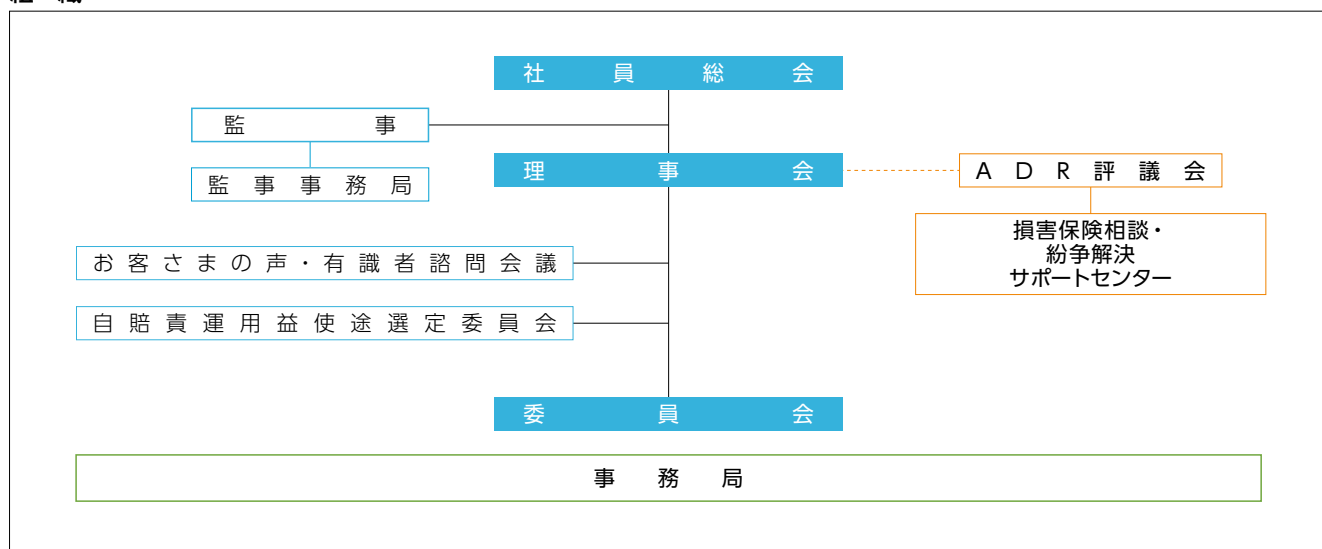 社員総会
監事
理事会
ADR評議会
監事事務局
損害保険相談・
紛争解決
サポートセンター
お客さまの声・有識者諮問会議
自賠責運用益使途選定委員会
委員会
事務局